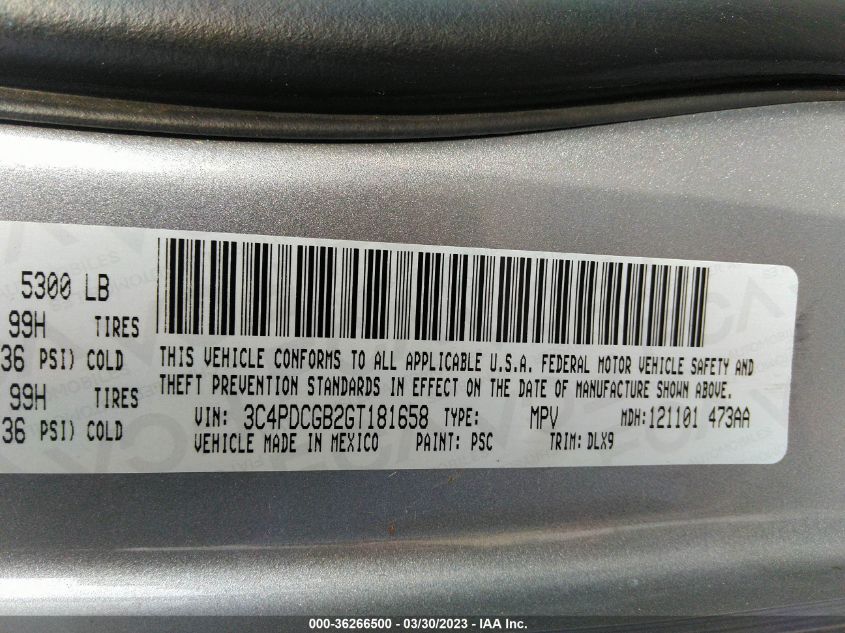 5300 LB
99H TIRES
36 PSI) COLD
99H TIRES
36 PSI) COLD
THIS VEHICLE CONFORMS TO ALL APPLICABLE U.S.A. FEDERAL MOTOR VEHICLE SAFETY AND
THEFT PREVENTION STANDARDS IN EFFECT ON THE DATE OF MANUFACTURE SHOWN ABOVE.
VIN: 3C4PDCGB2GT181658 TYPE: MPV MDH:121101 473AA
VEHICLE MADE IN MEXICO PAINT: PSC TRIM: DLX9
000-36266500 / 03/30/2023 - © IAA Inc.